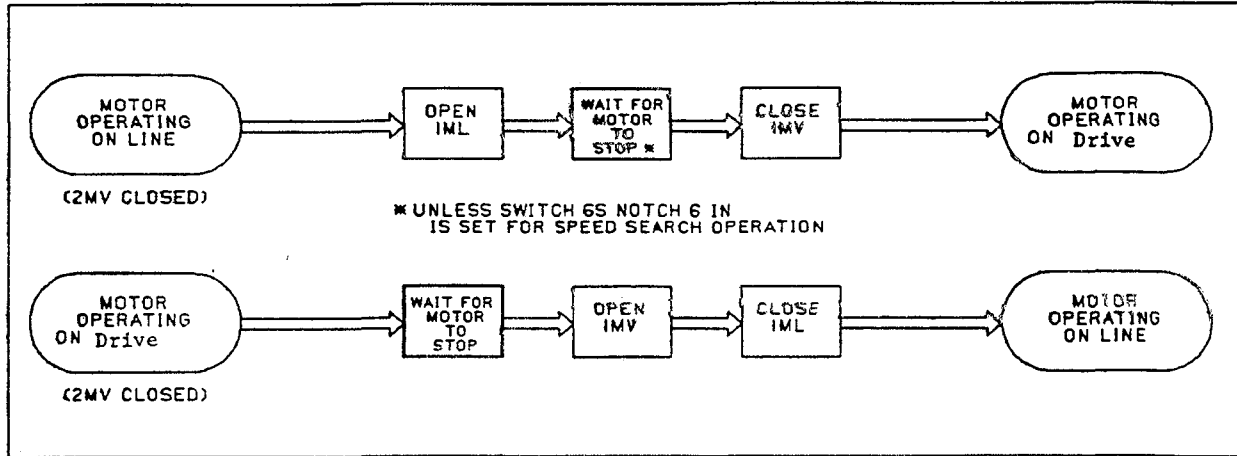 MOTOR
OPERATING
ON LINE
OPEN
IML
WAIT FOR
MOTOR
TO
STOP *
CLOSE
IMV
MOTOR
OPERATING
ON Drive
(2MV CLOSED)
* UNLESS SWITCH 6S NOTCH 6 IN
IS SET FOR SPEED SEARCH OPERATION
MOTOR
OPERATING
ON Drive
WAIT FOR
MOTOR
TO
STOP
OPEN
IMV
CLOSE
IML
MOTOR
OPERATING
ON LINE
(2MV CLOSED)